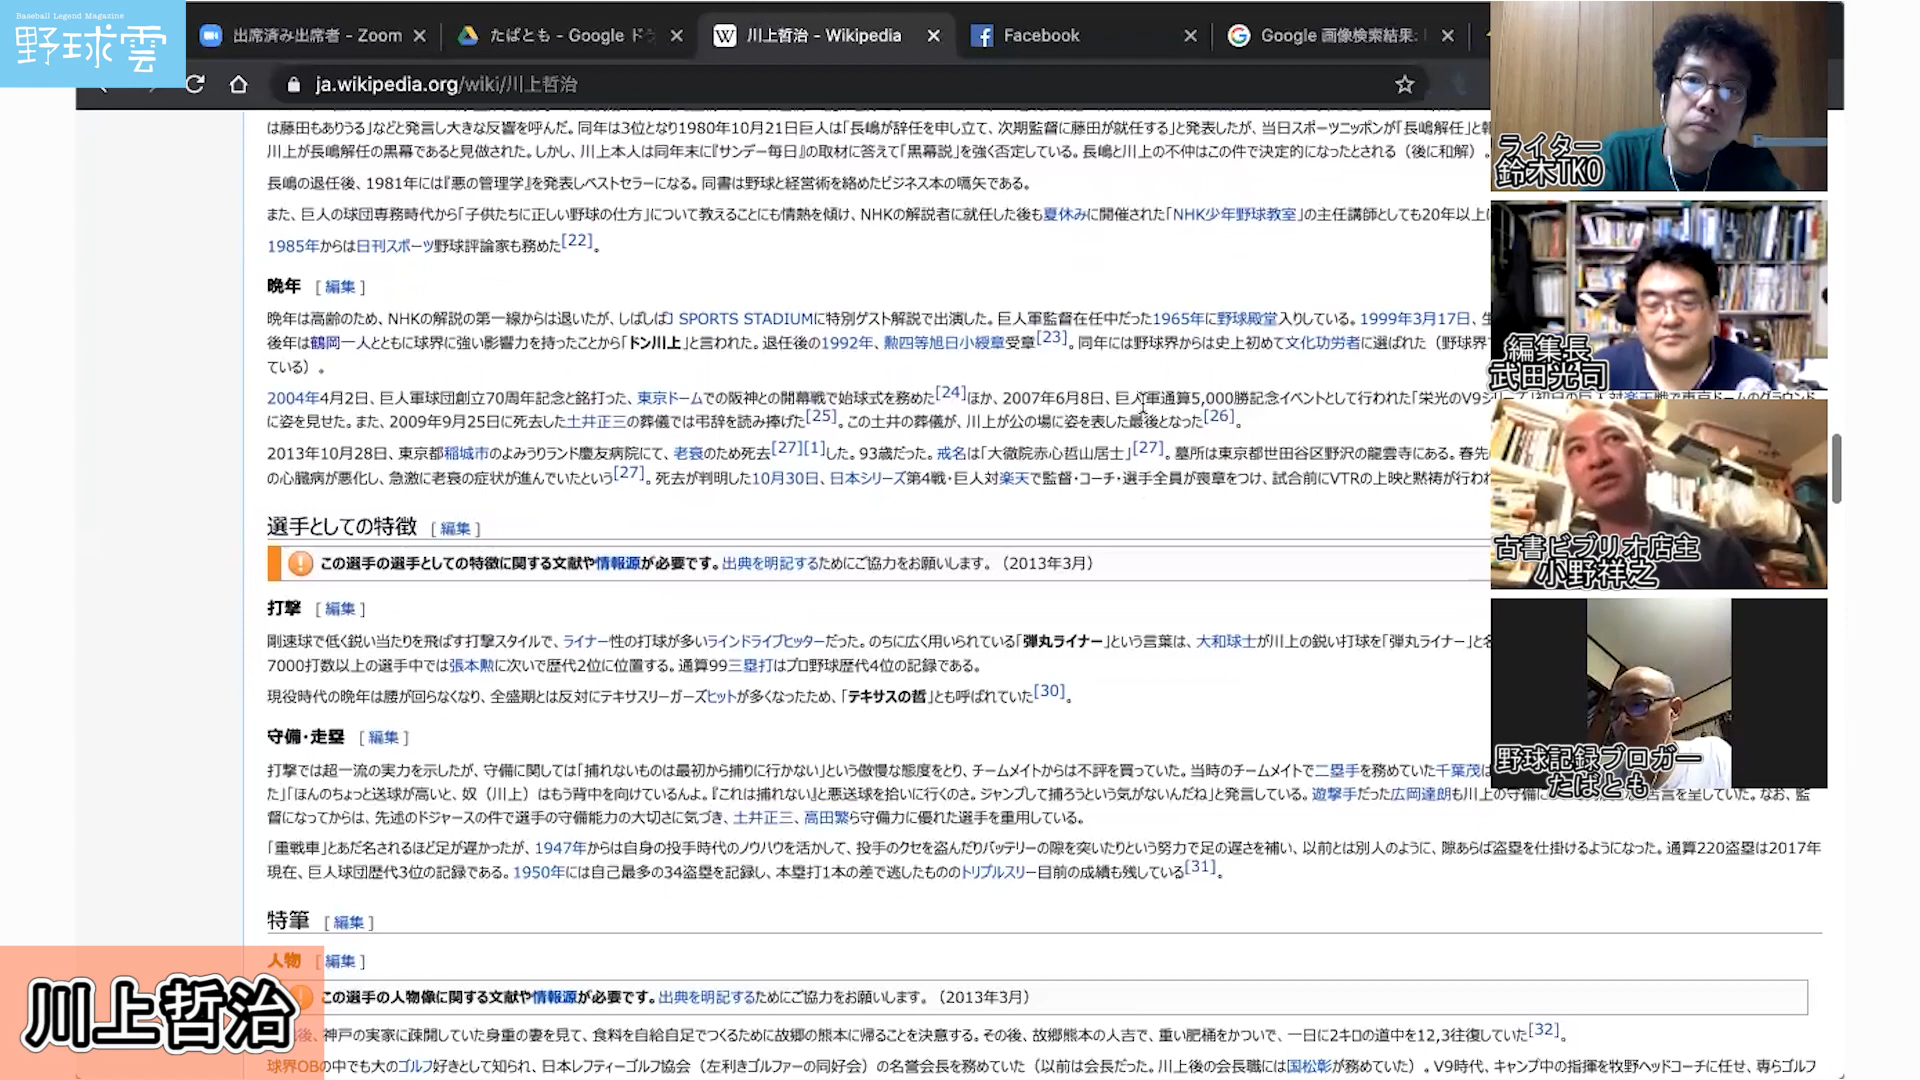 Baseball Legend Magazine
野球雲
出席済み出席者 - Zoom
たばとも - Google ド
川上哲治 - Wikipedia
Facebook
Google 画像検索結果:
ja.wikipedia.org/wiki/川上哲治
は藤田もありうる」などと発言し大きな反響を呼んだ。同年は3位となり1980年10月21日巨人は「長嶋が辞任を申し立て、次期監督に藤田が就任する」と発表したが、当日スポーツニッポンが「長嶋解任」と
川上が長嶋解任の黒幕であると見做された。しかし、川上本人は同年末に『サンデー毎日』の取材に答えて「黒幕説」を強く否定している。長嶋と川上の不仲はこの件で決定的になったとされる（後に和解）。
長嶋の退任後、1981年には『悪の管理学』を発表しベストセラーになる。同書は野球と経営術を絡めたビジネス本の嚆矢である。
また、巨人の球団専務時代から「子供たちに正しい野球の仕方」について教えることにも情熱を傾け、NHKの解説者に就任した後も夏休みに開催された「NHK少年野球教室」の主任講師としても20年以上
1985年からは日刊スポーツ野球評論家も務めた[22]。
晩年 [ 編集 ]
晩年は高齢のため、NHKの解説の第一線からは退いたが、しばしばJ SPORTS STADIUMに特別ゲスト解説で出演した。巨人軍監督在任中だった1965年に野球殿堂入りしている。1999年3月17日、生
後年は鶴岡一人とともに球界に強い影響力を持ったことから「ドン川上」と言われた。退任後の1992年、勲四等旭日小綬章受章[23]。同年には野球界からは史上初めて文化功労者に選ばれた（野球界
ている）。
2004年4月2日、巨人軍球団創立70周年記念と銘打った、東京ドームでの阪神との開幕戦で始球式を務めた[24]ほか、2007年6月8日、巨人軍通算5,000勝記念イベントとして行われた「栄光のV9シリーズ」初日の巨人対楽天戦で東京ドームのグラウンド
に姿を見せた。また、2009年9月25日に死去した土井正三の葬儀では弔辞を読み捧げた[25]。この土井の葬儀が、川上が公の場に姿を表した最後となった[26]。
2013年10月28日、東京都稲城市のよみうりランド慶友病院にて、老衰のため死去[27][1]した。93歳だった。戒名は「大徹院赤心哲山居士」[27]。墓所は東京都世田谷区野沢の龍雲寺にある。春先
の心臓病が悪化し、急激に老衰の症状が進んでいたという[27]。死去が判明した10月30日、日本シリーズ第4戦・巨人対楽天で監督・コーチ・選手全員が喪章をつけ、試合前にVTRの上映と黙祷が行わ
選手としての特徴 [ 編集 ]
この選手の選手としての特徴に関する文献や情報源が必要です。出典を明記するためにご協力をお願いします。（2013年3月）
打撃 [ 編集 ]
剛速球で低く鋭い当たりを飛ばす打撃スタイルで、ライナー性の打球が多いラインドライブヒッターだった。のちに広く用いられている「弾丸ライナー」という言葉は、大和球士が川上の鋭い打球を「弾丸ライナー」と
7000打数以上の選手中では張本勲に次いで歴代2位に位置する。通算99三塁打はプロ野球歴代4位の記録である。
現役時代の晩年は腰が回らなくなり、全盛期とは反対にテキサスリーガーズヒットが多くなったため、「テキサスの哲」とも呼ばれていた[30]。
守備・走塁 [ 編集 ]
打撃では超一流の実力を示したが、守備に関しては「捕れないものは最初から捕りに行かない」という傲慢な態度をとり、チームメイトからは不評を買っていた。当時のチームメイトで二塁手を務めていた千葉茂は
た」「ほんのちょっと送球が高いと、奴（川上）はもう背中を向けているんよ。『これは捕れない』と悪送球を拾いに行くのさ。ジャンプして捕ろうという気がないんだね」と発言している。遊撃手だった広岡達朗も川上の守備に 苦言を呈していた。なお、監
督になってからは、先述のドジャースの件で選手の守備能力の大切さに気づき、土井正三、高田繁ら守備力に優れた選手を重用している。
「重戦車」とあだ名されるほど足が遅かったが、1947年からは自身の投手時代のノウハウを活かして、投手のクセを盗んだりバッテリーの隙を突いたりという努力で足の遅さを補い、以前とは別人のように、隙あらば盗塁を仕掛けるようになった。通算220盗塁は2017年
現在、巨人球団歴代3位の記録である。1950年には自己最多の34盗塁を記録し、本塁打1本の差で逃したもののトリプルスリー目前の成績も残している[31]。
特筆 [ 編集 ]
人物 [ 編集 ]
この選手の人物像に関する文献や情報源が必要です。出典を明記するためにご協力をお願いします。（2013年3月）
後、神戸の実家に疎開していた身重の妻を見て、食料を自給自足でつくるために故郷の熊本に帰ることを決意する。その後、故郷熊本の人吉で、重い肥桶をかついで、一日に2キロの道中を12,3往復していた[32]。
球界OBの中でも大のゴルフ好きとして知られ、日本レフティーゴルフ協会（左利きゴルファーの同好会）の名誉会長を務めていた（以前は会長だった。川上後の会長職には国松彰が務めていた）。V9時代、キャンプ中の指揮を牧野ヘッドコーチに任せ、専らゴルフ
川上哲治
ライター
鈴木TKO
編集長
武田光司
古書ビブリオ店主
小野祥之
野球記録ブロガー
たばとも